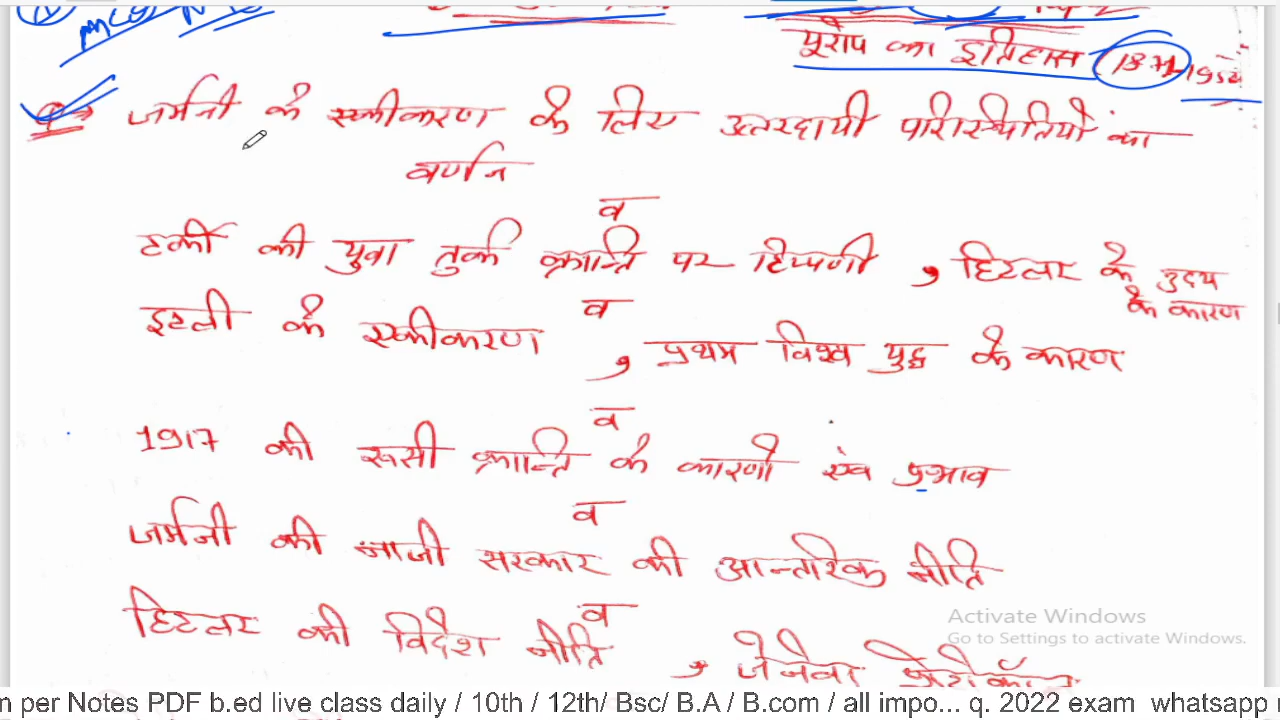 यूरोप का इतिहास 1871-1952
जर्मनी के एकीकरण के लिए उत्तरदायी परिस्थितियों का
वर्णन
व
टर्की की युवा तुर्क क्रान्ति पर टिप्पणी , हिटलर के उदय
के कारण
व
इटली के एकीकरण , प्रथम विश्व युद्ध के कारण
व
1917 की रूसी क्रान्ति के कारणो एंव प्रभाव
व
जर्मनी की नाजी सरकार की आन्तरिक नीति
व
हिटलर की विदेश नीति , जेनेवा
Activate Windows
Go to Settings to activate Windows.
per Notes PDF b.ed live class daily / 10th / 12th/ Bsc/ B.A / B.com / all impo... q. 2022 exam whatsapp